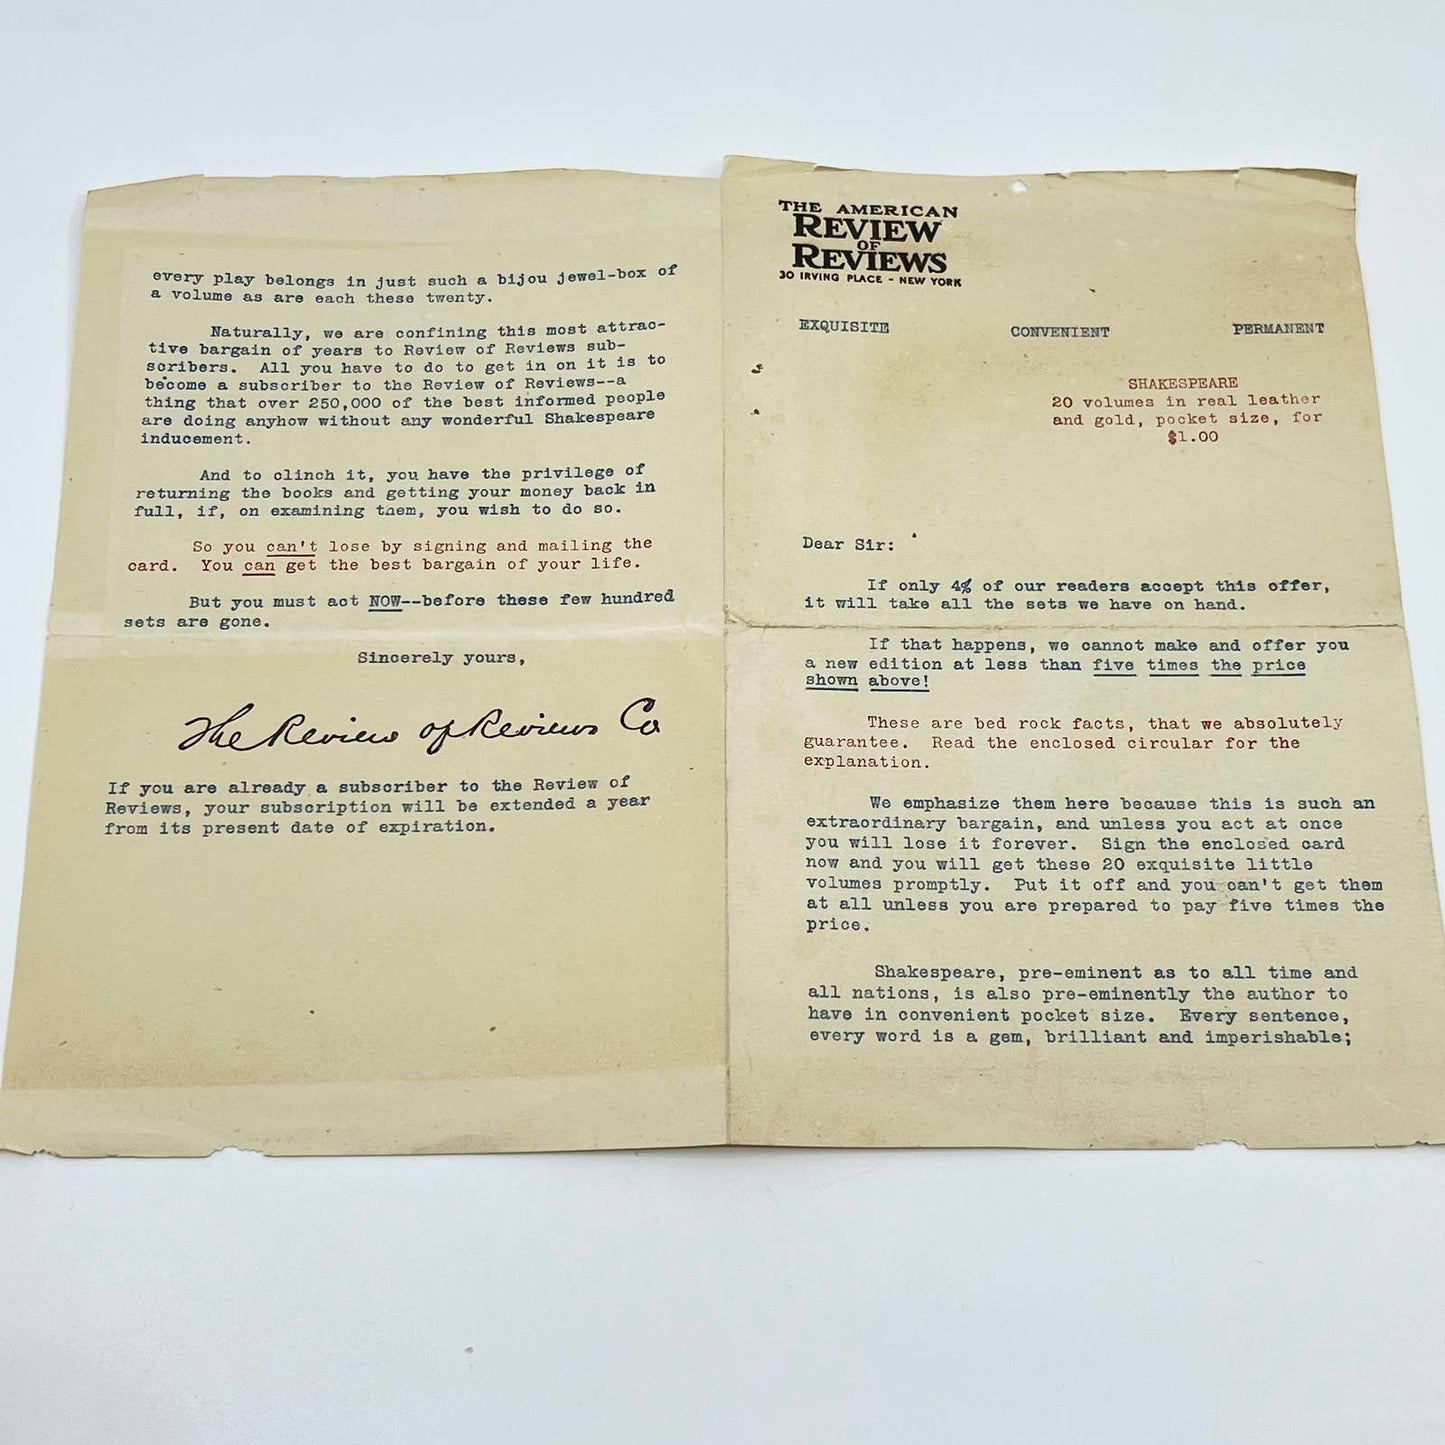 THE AMERICAN
REVIEW
OF
REVIEWS
30 IRVING PLACE - NEW YORK
EXQUISITE CONVENIENT PERMANENT
SHAKESPEARE
20 volumes in real leather
and gold, pocket size, for
$1.00
Dear Sir:
If only 4% of our readers accept this offer,
it will take all the sets we have on hand.
If that happens, we cannot make and offer you
a new edition at less than five times the price
shown above!
These are bed rock facts, that we absolutely
guarantee. Read the enclosed circular for the
explanation.
We emphasize them here because this is such an
extraordinary bargain, and unless you act at once
you will lose it forever. Sign the enclosed card
now and you will get these 20 exquisite little
volumes promptly. Put it off and you can't get them
at all unless you are prepared to pay five times the
price.
Shakespeare, pre-eminent as to all time and
all nations, is also pre-eminently the author to
have in convenient pocket size. Every sentence,
every word is a gem, brilliant and imperishable;
every play belongs in just such a bijou jewel-box of
a volume as are each these twenty.
Naturally, we are confining this most attrac-
tive bargain of years to Review of Reviews sub-
scribers. All you have to do to get in on it is to
become a subscriber to the Review of Reviews--a
thing that over 250,000 of the best informed people
are doing anyhow without any wonderful Shakespeare
inducement.
And to clinch it, you have the privilege of
returning the books and getting your money back in
full, if, on examining them, you wish to do so.
So you can't lose by signing and mailing the
card. You can get the best bargain of your life.
But you must act NOW--before these few hundred
sets are gone.
Sincerely yours,
The Review of Reviews Co
If you are already a subscriber to the Review of
Reviews, your subscription will be extended a year
from its present date of expiration.